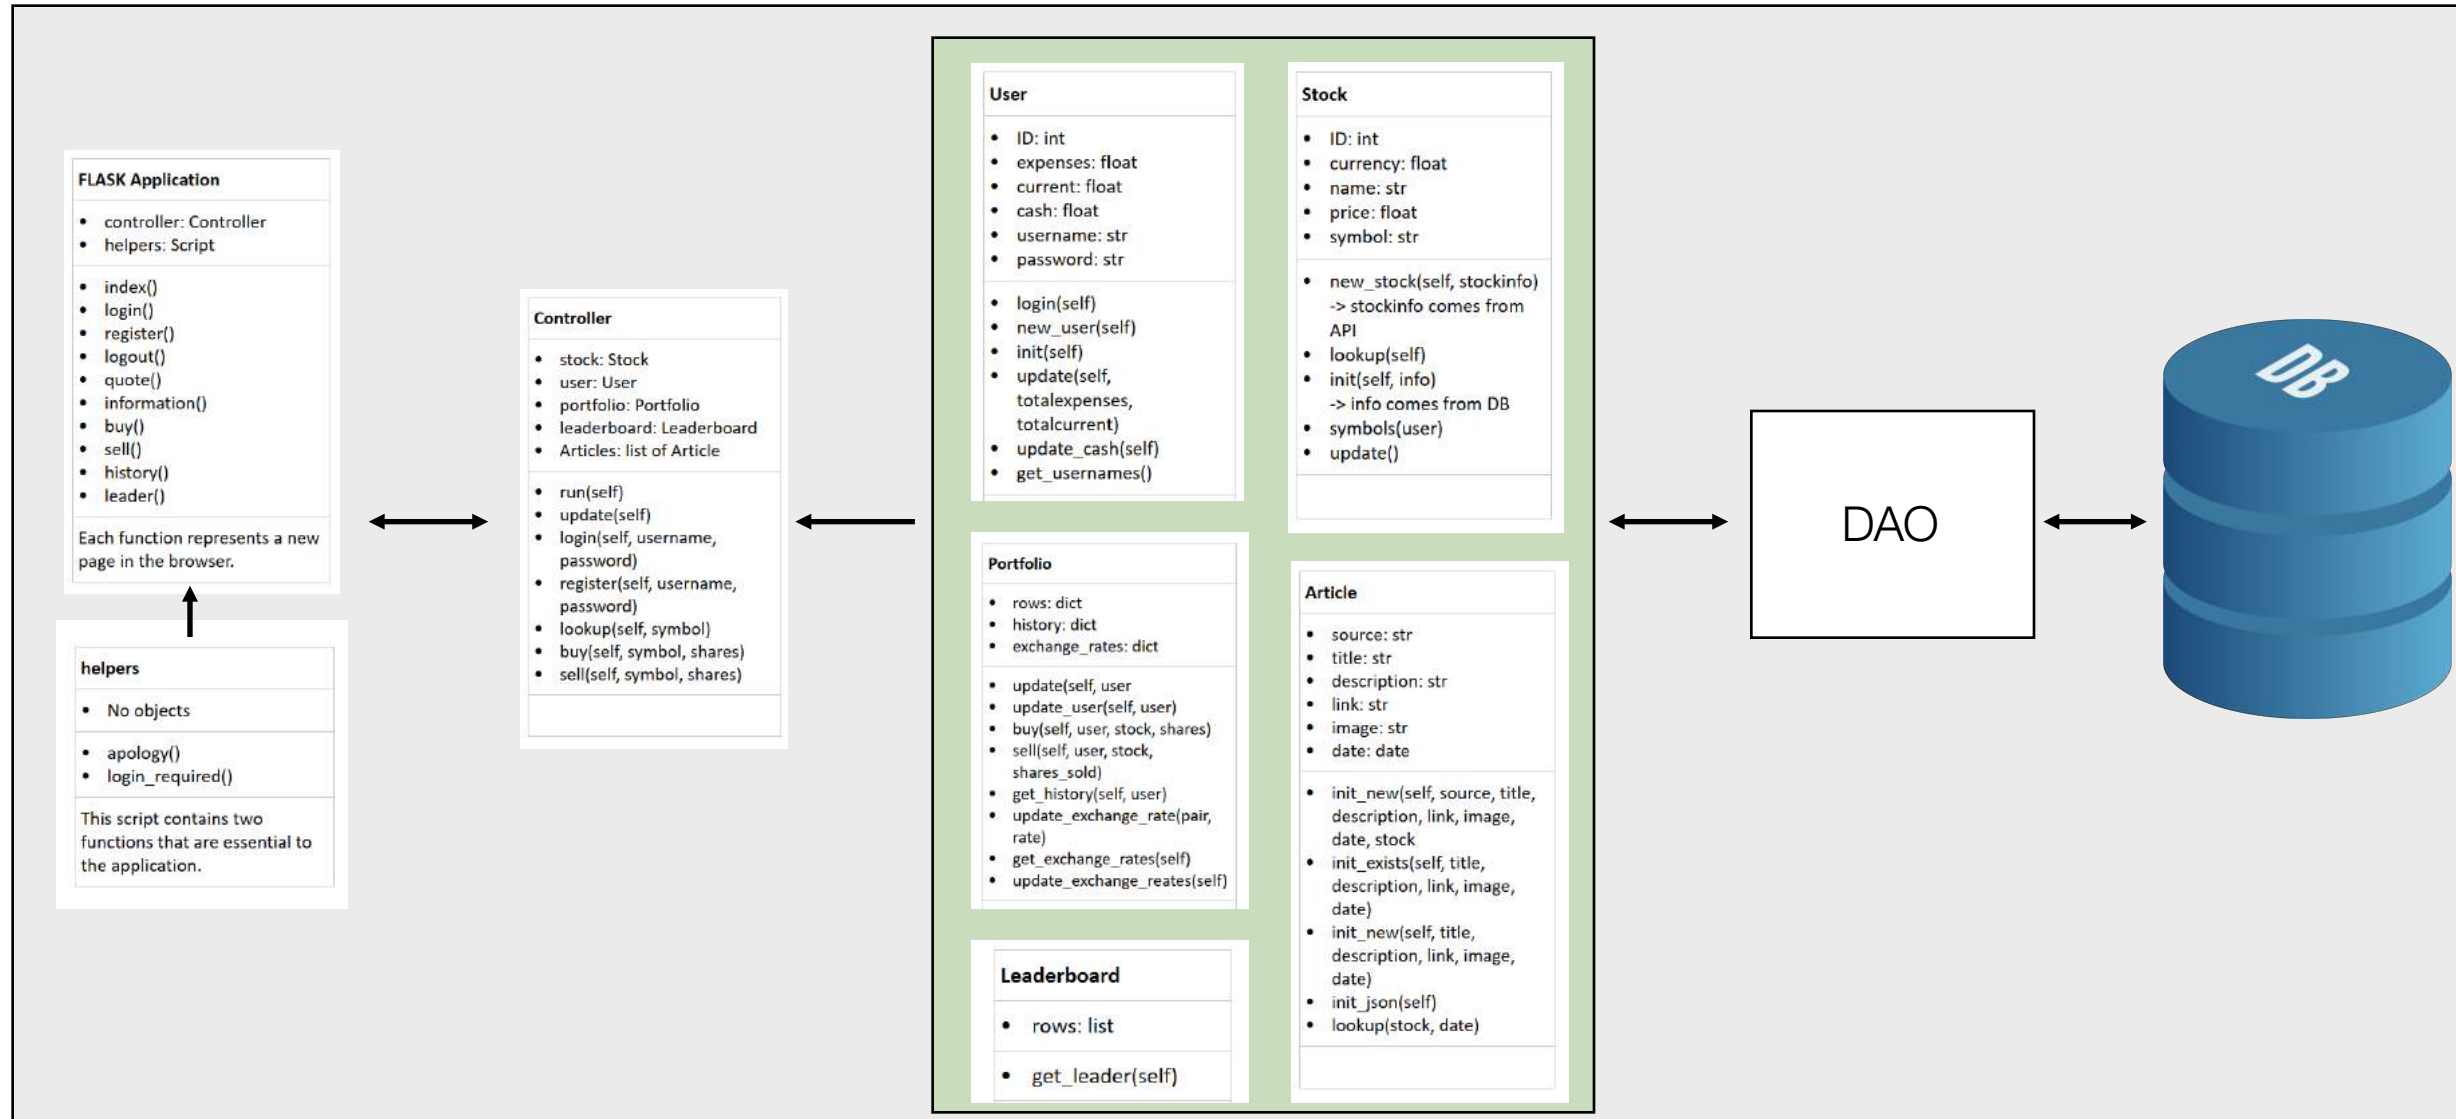 FLASK Application
• controller: Controller
• helpers: Script
• index()
• login()
• register()
• logout()
• quote()
• information()
• buy()
• sell()
• history()
• leader()
Each function represents a new
page in the browser.
helpers
• No objects
• apology()
• login_required()
This script contains two
functions that are essential to
the application.
Controller
• stock: Stock
• user: User
• portfolio: Portfolio
• leaderboard: Leaderboard
• Articles: list of Article
• run(self)
• update(self)
• login(self, username,
password)
• register(self, username,
password)
• lookup(self, symbol)
• buy(self, symbol, shares)
• sell(self, symbol, shares)
User
• ID: int
• expenses: float
• current: float
• cash: float
• username: str
• password: str
• login(self)
• new_user(self)
• init(self)
• update(self,
totalexpenses,
totalcurrent)
• update_cash(self)
• get_usernames()
Portfolio
• rows: dict
• history: dict
• exchange_rates: dict
• update(self, user
• update_user(self, user)
• buy(self, user, stock, shares)
• sell(self, user, stock,
shares_sold)
• get_history(self, user)
• update_exchange_rate(pair,
rate)
• get_exchange_rates(self)
• update_exchange_reates(self)
Leaderboard
• rows: list
• get_leader(self)
Stock
• ID: int
• currency: float
• name: str
• price: float
• symbol: str
• new_stock(self, stockinfo)
-> stockinfo comes from
API
• lookup(self)
• init(self, info)
-> info comes from DB
• symbols(user)
• update()
Article
• source: str
• title: str
• description: str
• link: str
• image: str
• date: date
• init_new(self, source, title,
description, link, image,
date, stock
• init_exists(self, title,
description, link, image,
date)
• init_new(self, title,
description, link, image,
date)
• init_json(self)
• lookup(stock, date)
DAO
DB